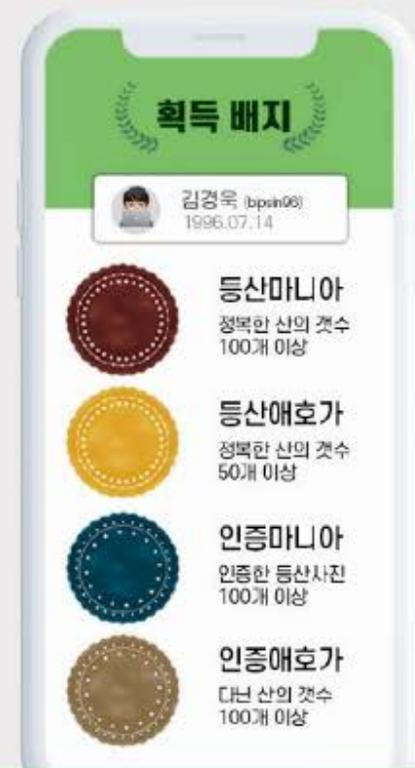 획득 배지
김경욱 (bpsin96)
1996.07.14
등산마니아
정복한 산의 갯수
100개 이상
등산애호가
정복한 산의 갯수
50개 이상
인증마니아
인증한 등산사진
100개 이상
인증애호가
다닌 산의 갯수
100개 이상